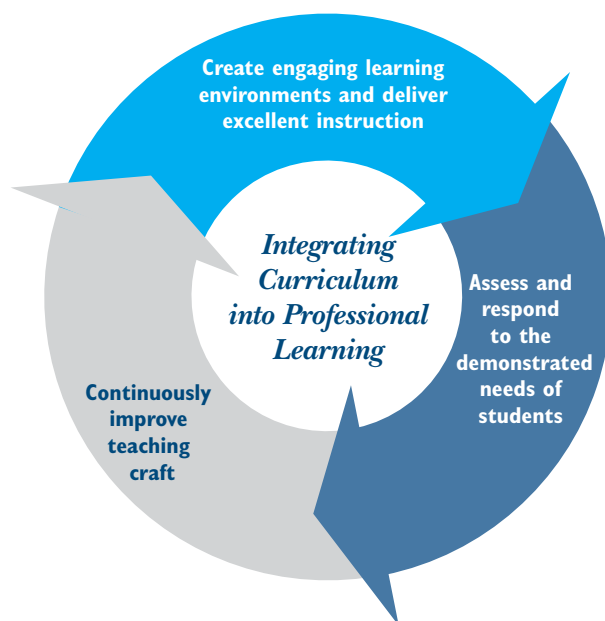 Create engaging learning
environments and deliver
excellent instruction
Integrating
Curriculum
into Professional
Learning
Assess and
respond
to the
demonstrated
needs of
students
Continuously
improve
teaching
craft